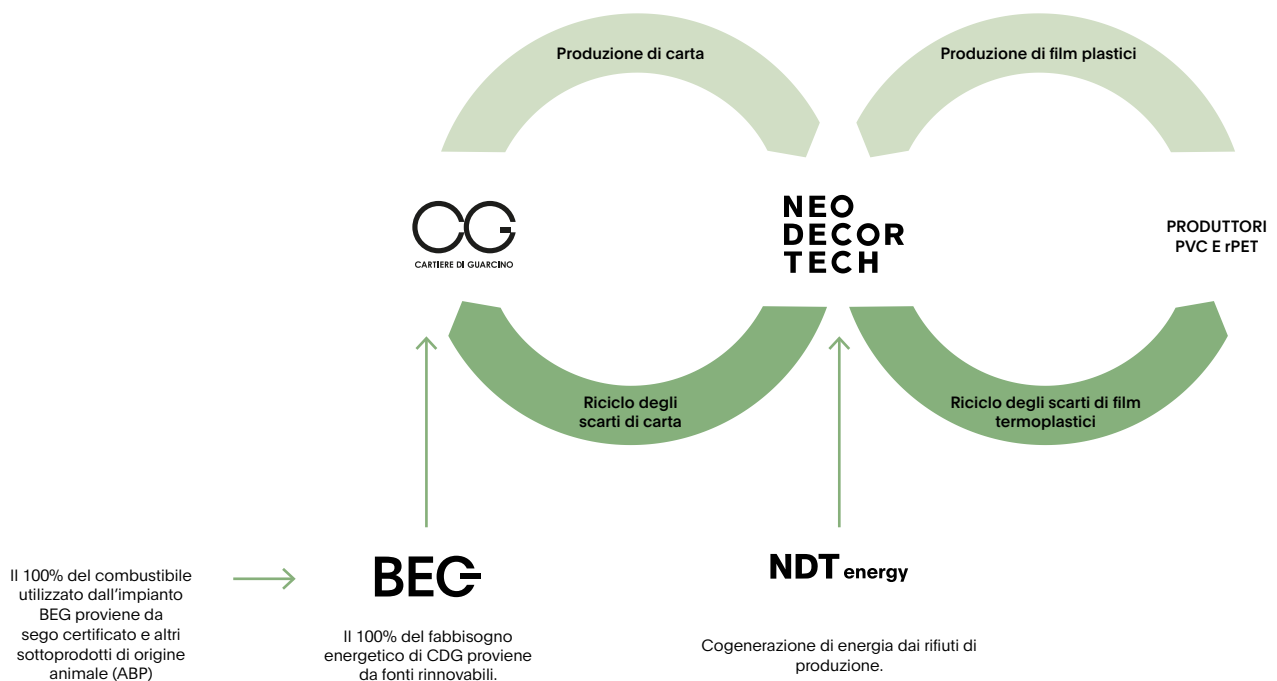 Produzione di carta
Produzione di film plastici
CG
CARTIERE DI GUARCINO
NEO
DECOR
TECH
PRODUTTORI
PVC E rPET
Riciclo degli
scarti di carta
Riciclo degli scarti di film
termoplastici
Il 100% del combustibile
utilizzato dall’impianto
BEG proviene da
sego certificato e altri
sottoprodotti di origine
animale (ABP)
BEG
Il 100% del fabbisogno
energetico di CDG proviene
da fonti rinnovabili.
NDT energy
Cogenerazione di energia dai rifiuti di
produzione.